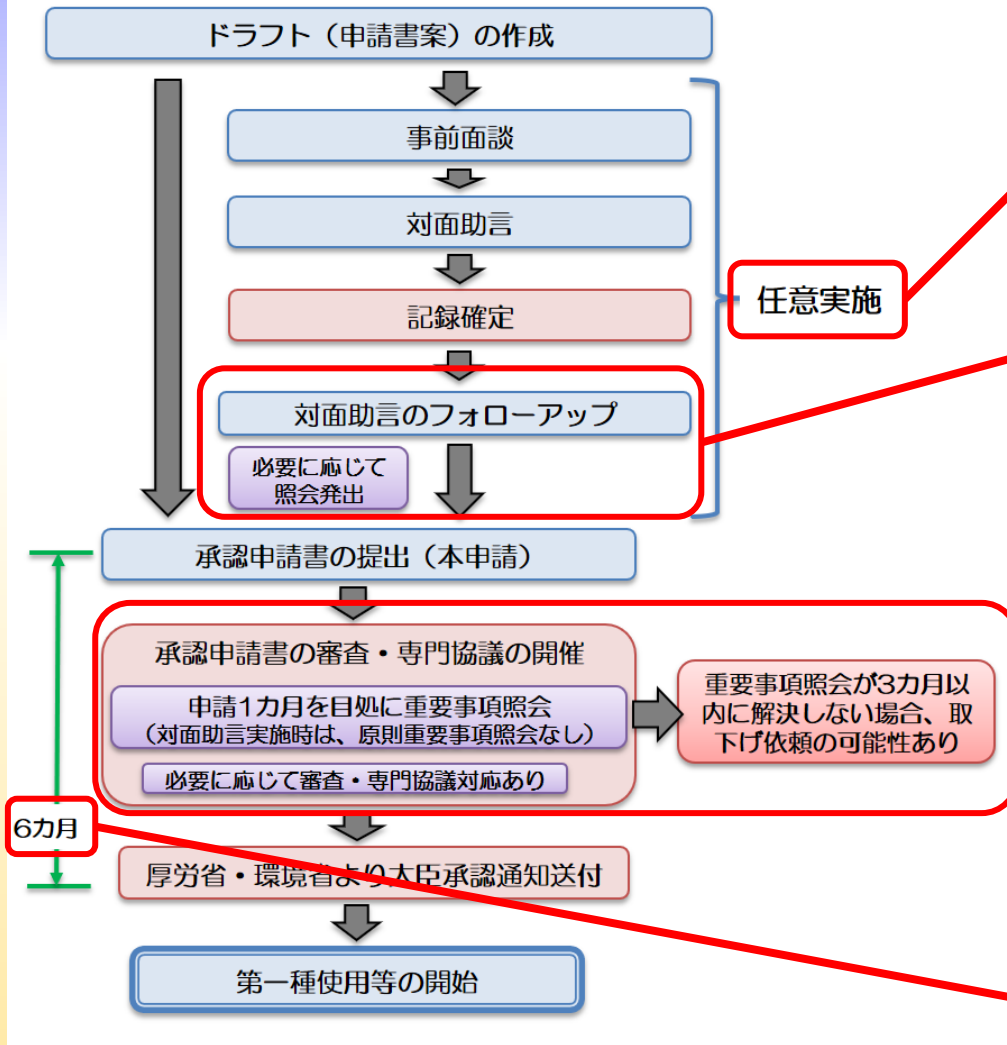 ドラフト（申請書案）の作成
事前面談
対面助言
記録確定
任意実施
対面助言のフォローアップ
必要に応じて
照会発出
承認申請書の提出（本申請）
承認申請書の審査・専門協議の開催
申請1カ月を目処に重要事項照会
（対面助言実施時は、原則重要事項照会なし）
必要に応じて審査・専門協議対応あり
重要事項照会が3カ月以
内に解決しない場合、取
下げ依頼の可能性あり
6カ月
厚労省・環境省より大臣承認通知送付
第一種使用等の開始